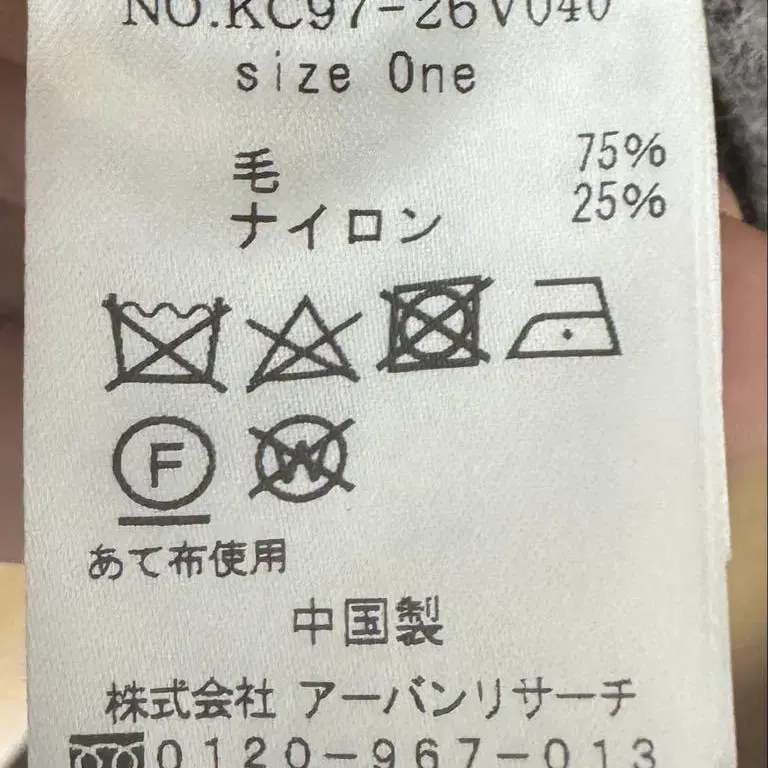 NO.KC97-26V040
size One
毛 75%
ナイロン 25%
F W
あて布使用
中国製
株式会社 アーバンリサーチ
0120-967-013